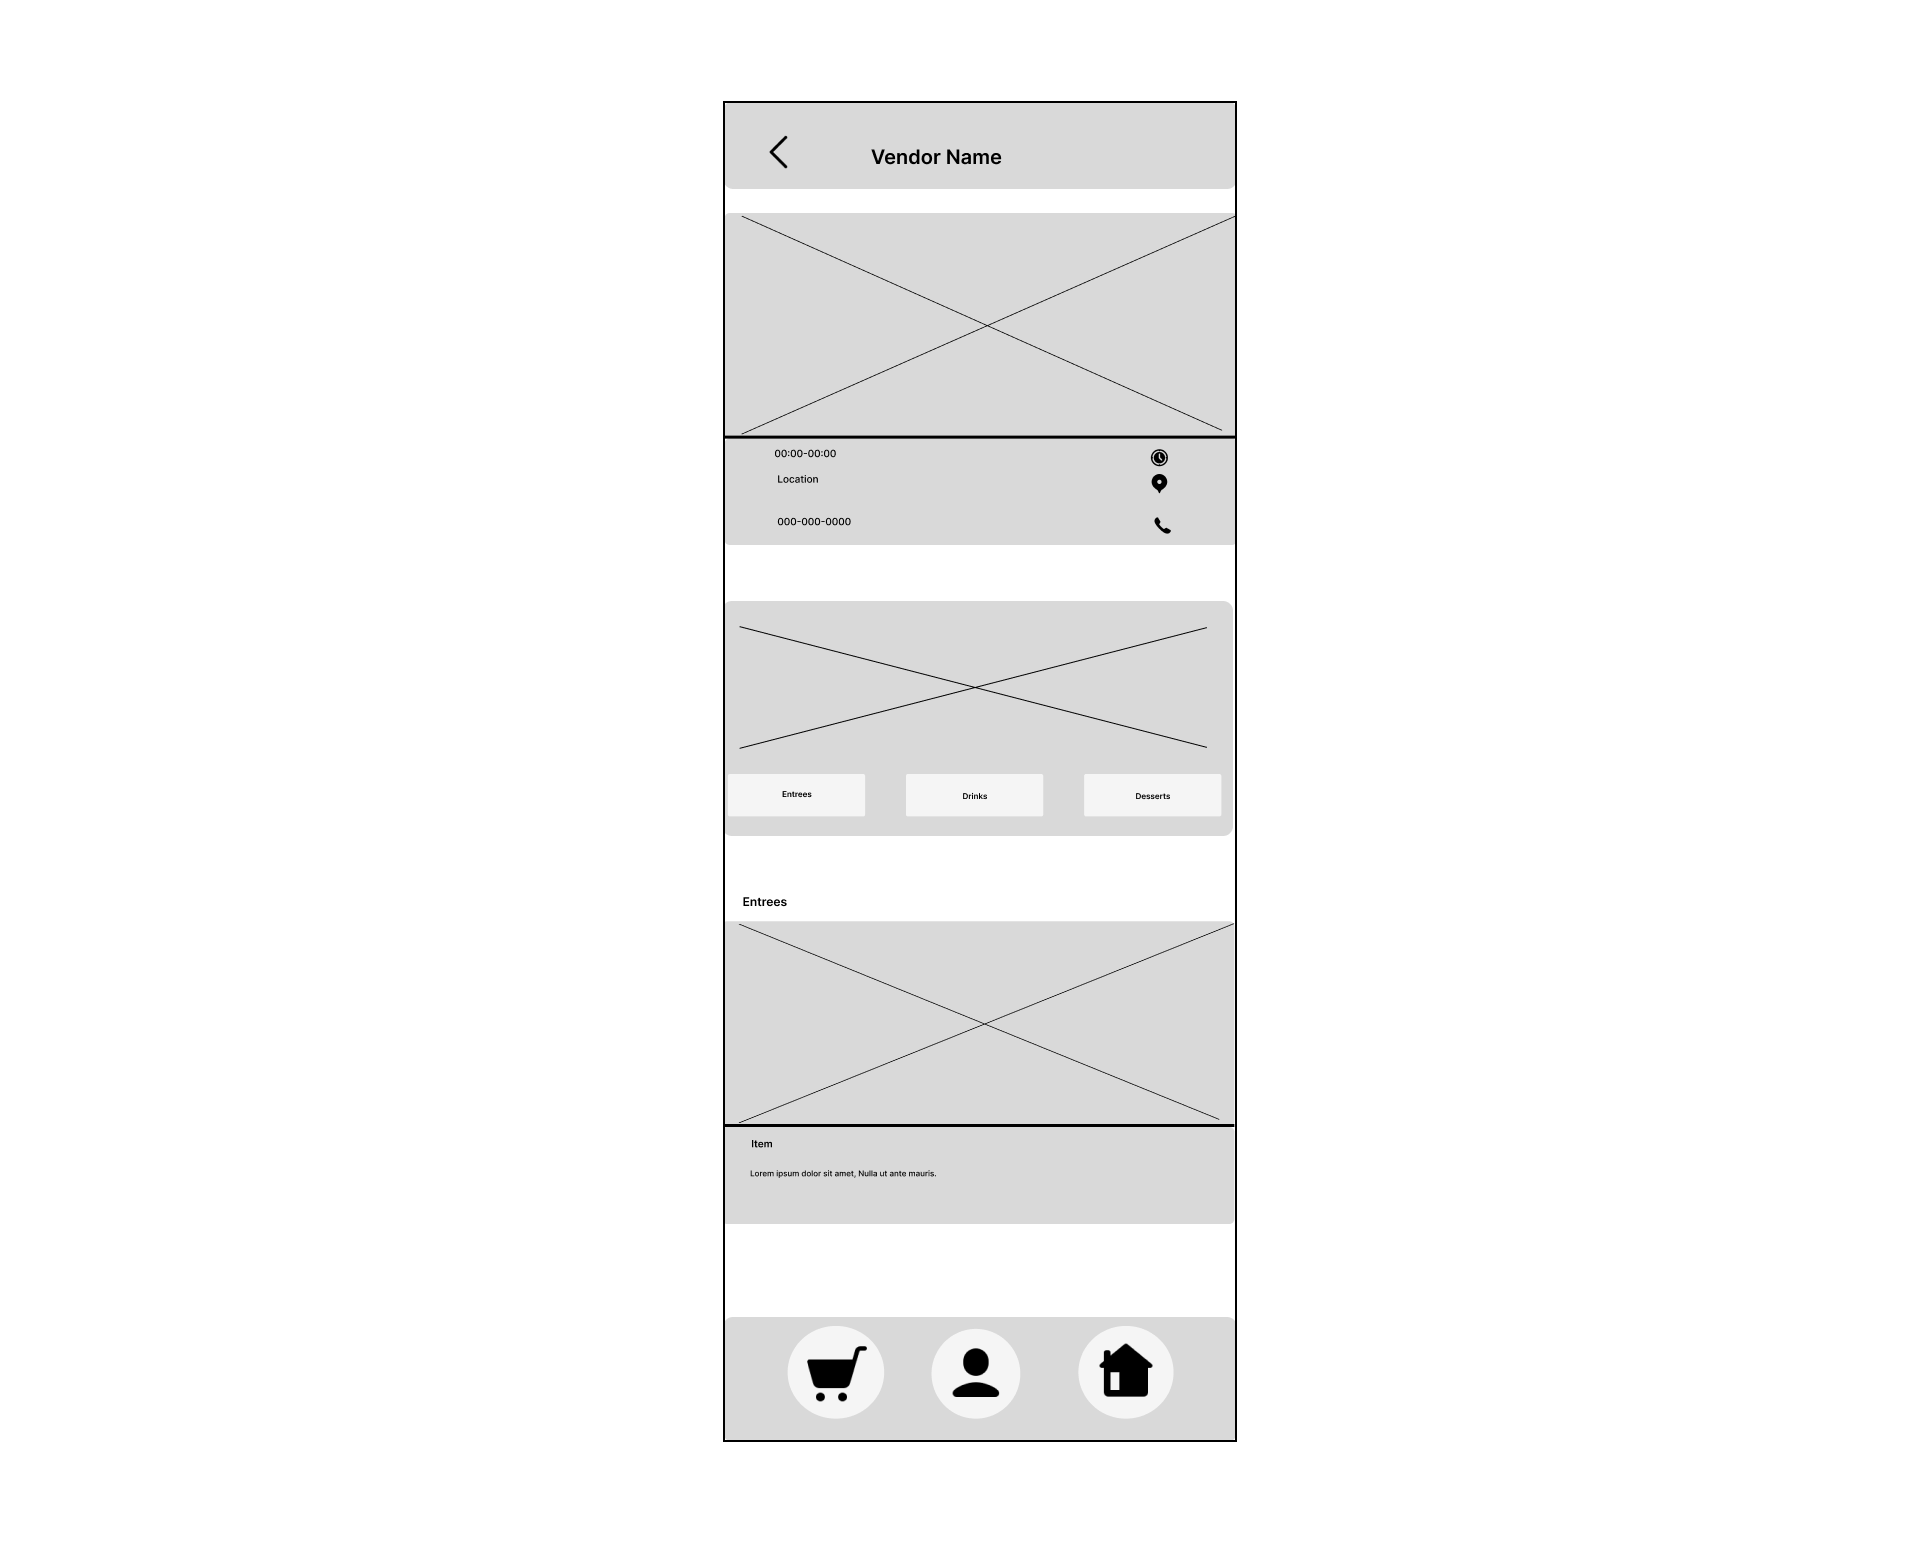 Vendor Name
00:00-00:00
Location
000-000-0000
Entrees
Drinks
Desserts
Entrees
Item
Lorem ipsum dolor sit amet, Nulla ut ante mauris.